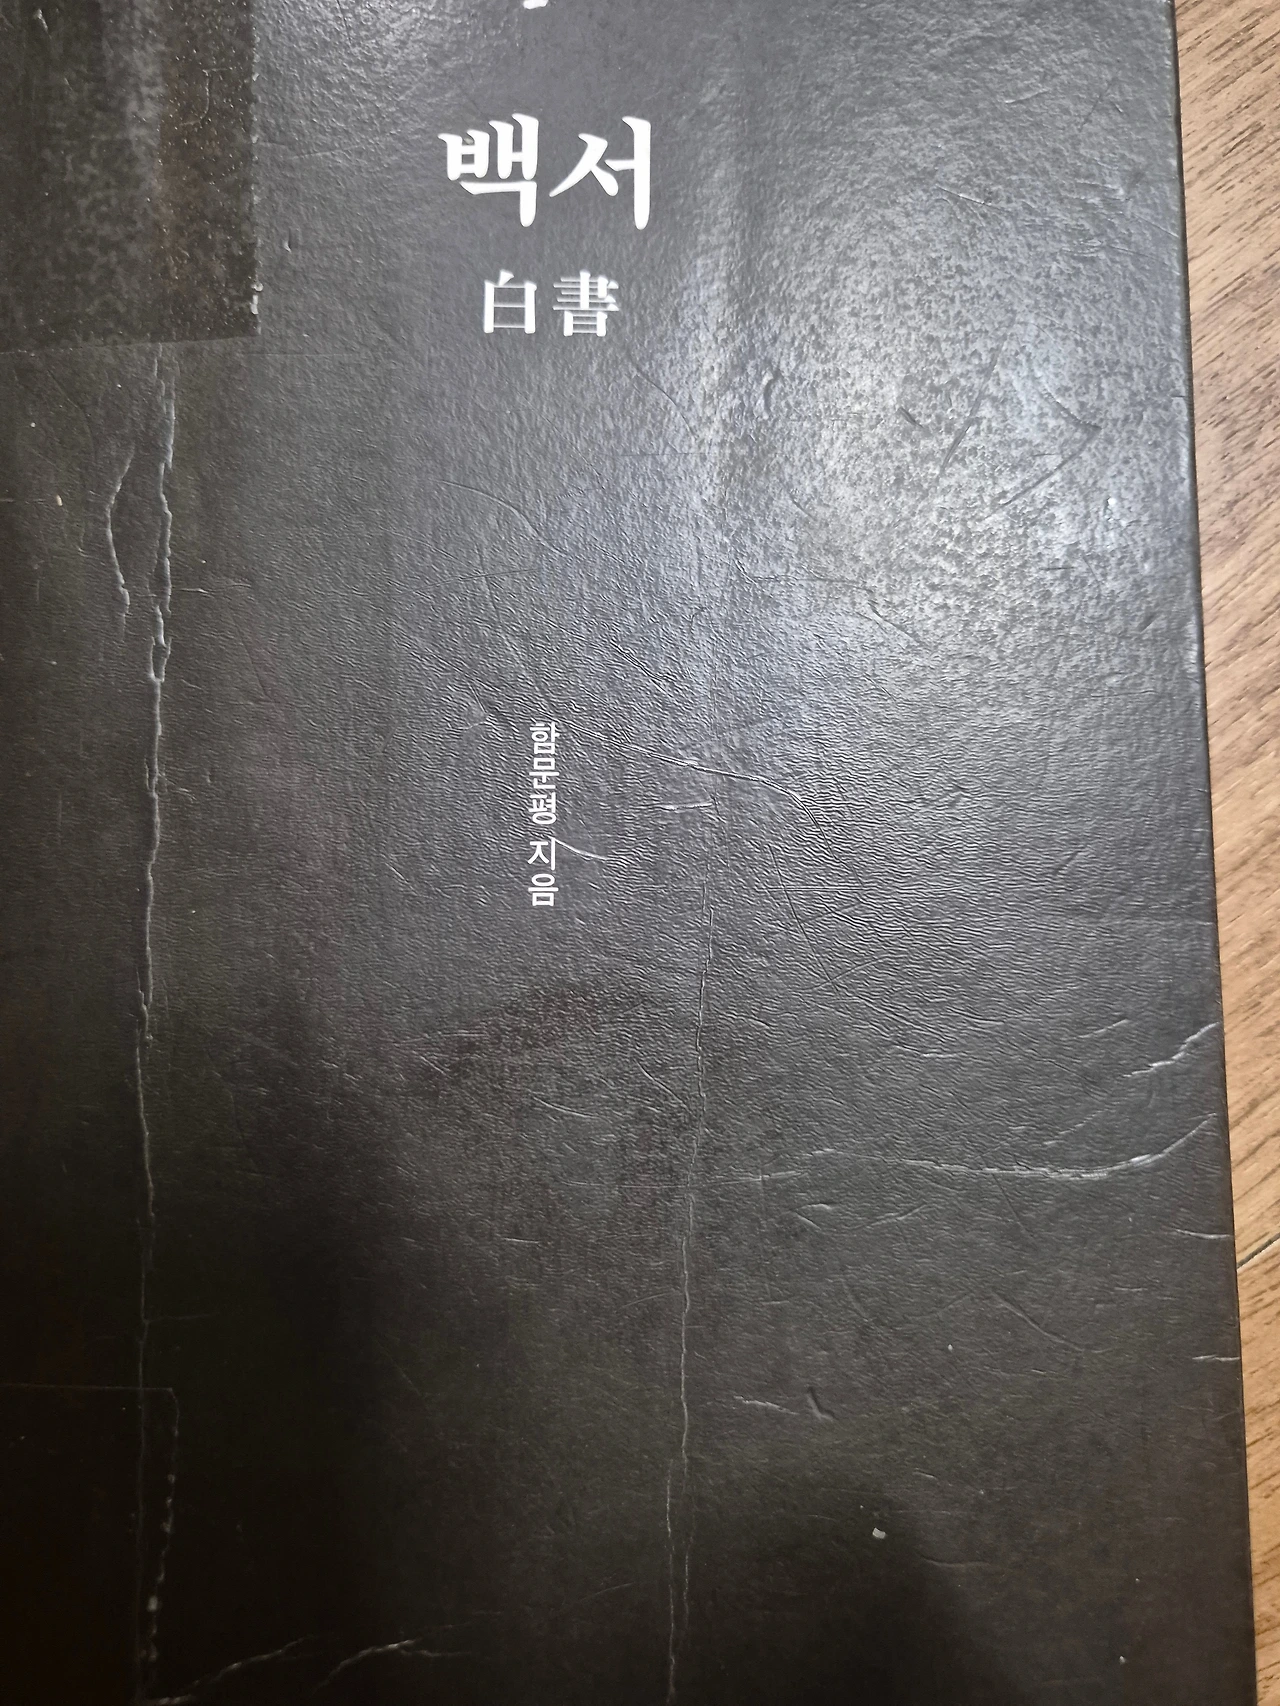 백서
白書
함문평 지음